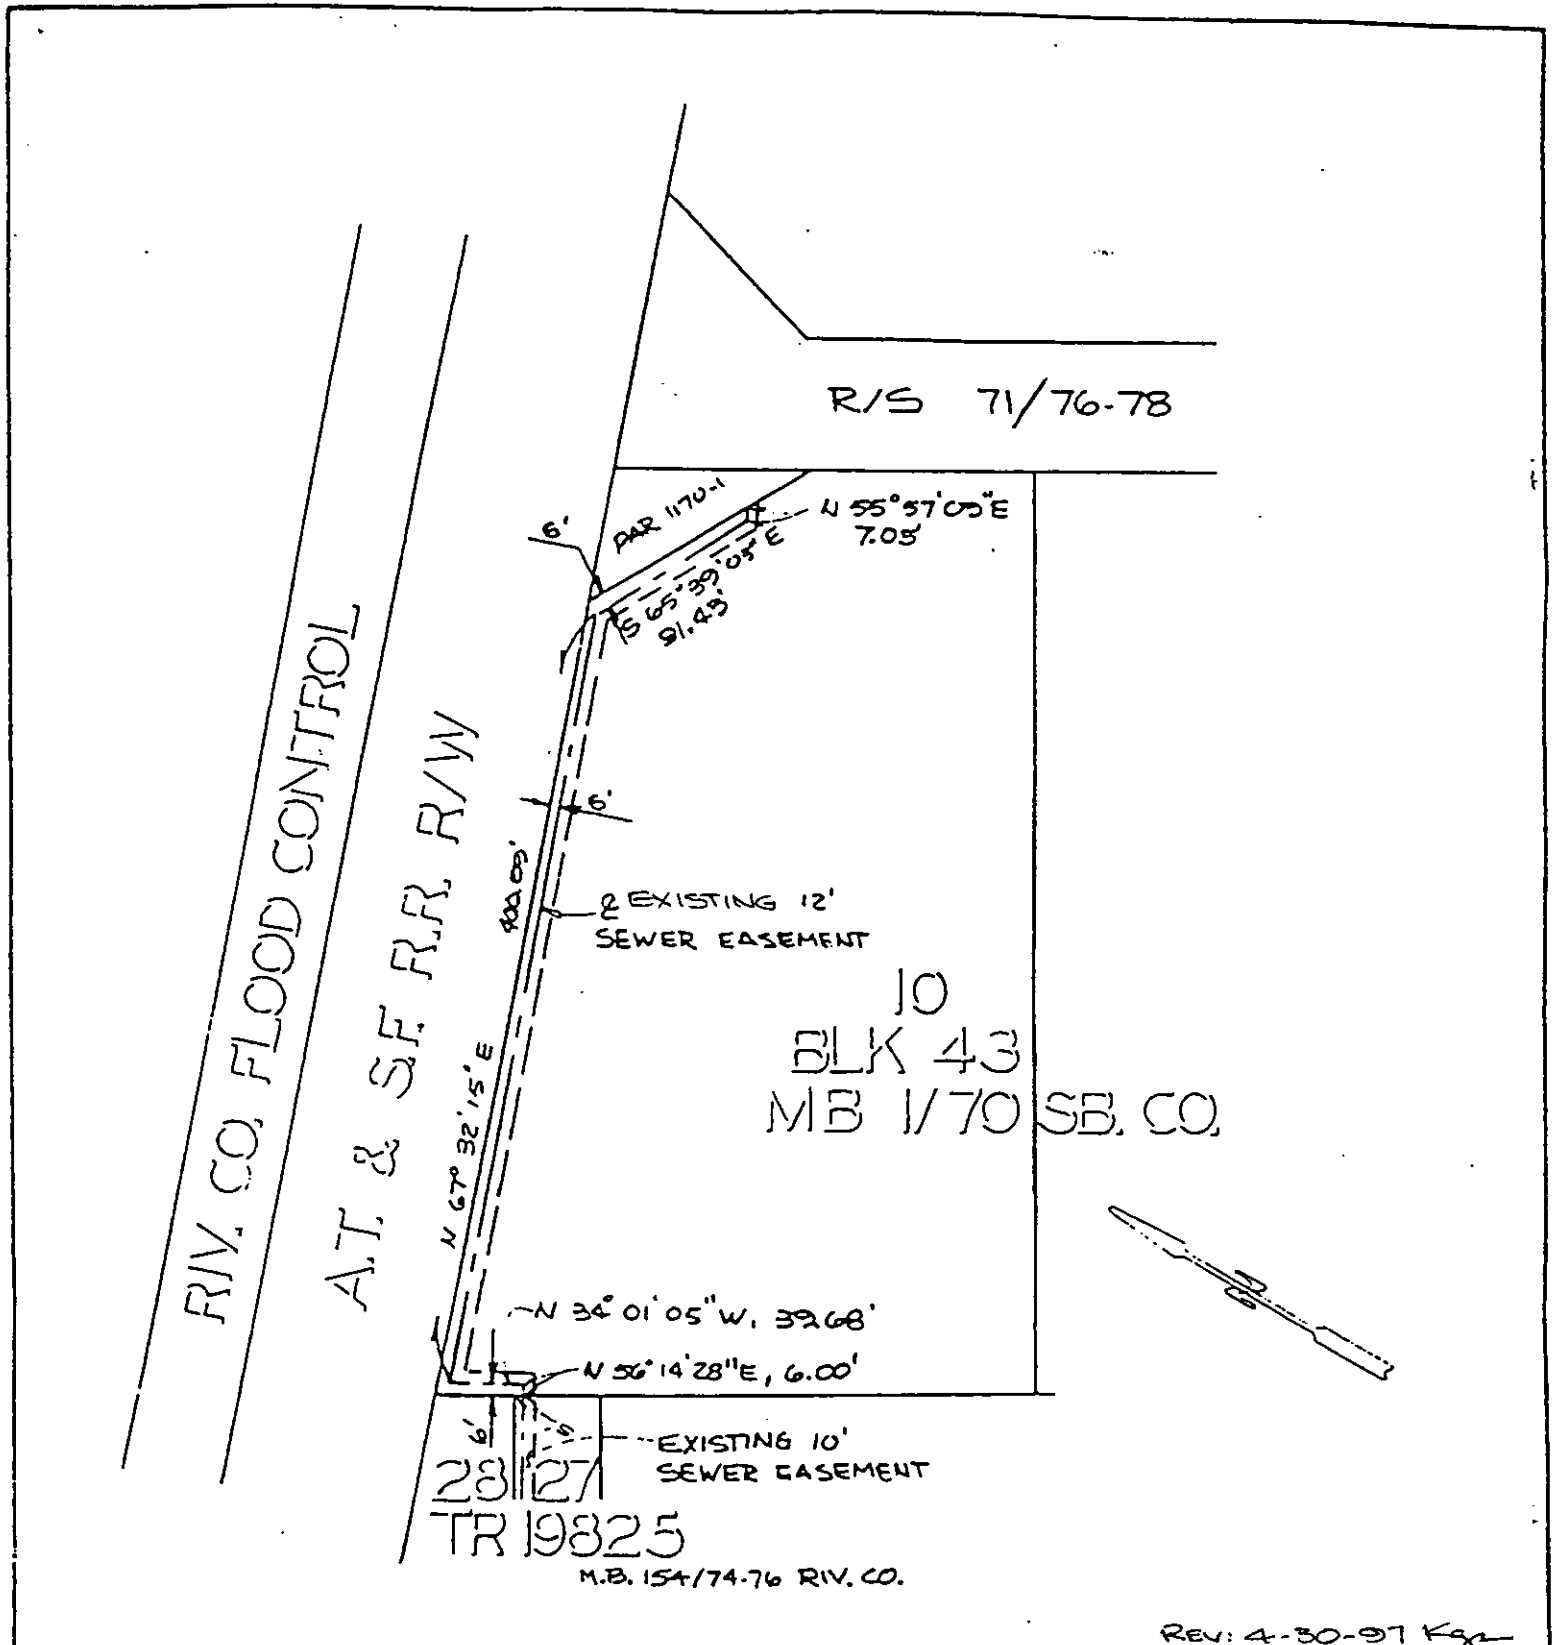 R/S 71/76-78
PAR 1170-1
6'
N 55°57'05"E
7.05'
S 65°39'05"E
91.43'
6'
EXISTING 12'
SEWER EASEMENT
RIV. CO. FLOOD CONTROL
A.T. & S.F. R.R. R/W
N 67° 32' 15" E
10
BLK 43
MB 1/70 SB. CO.
N 34° 01' 05" W, 39.68'
N 56° 14' 28" E, 6.00'
6'
5'
EXISTING 10'
SEWER EASEMENT
28 27
TR 19825
M.B. 154/74-76 RIV. CO.
REV: 4-30-97